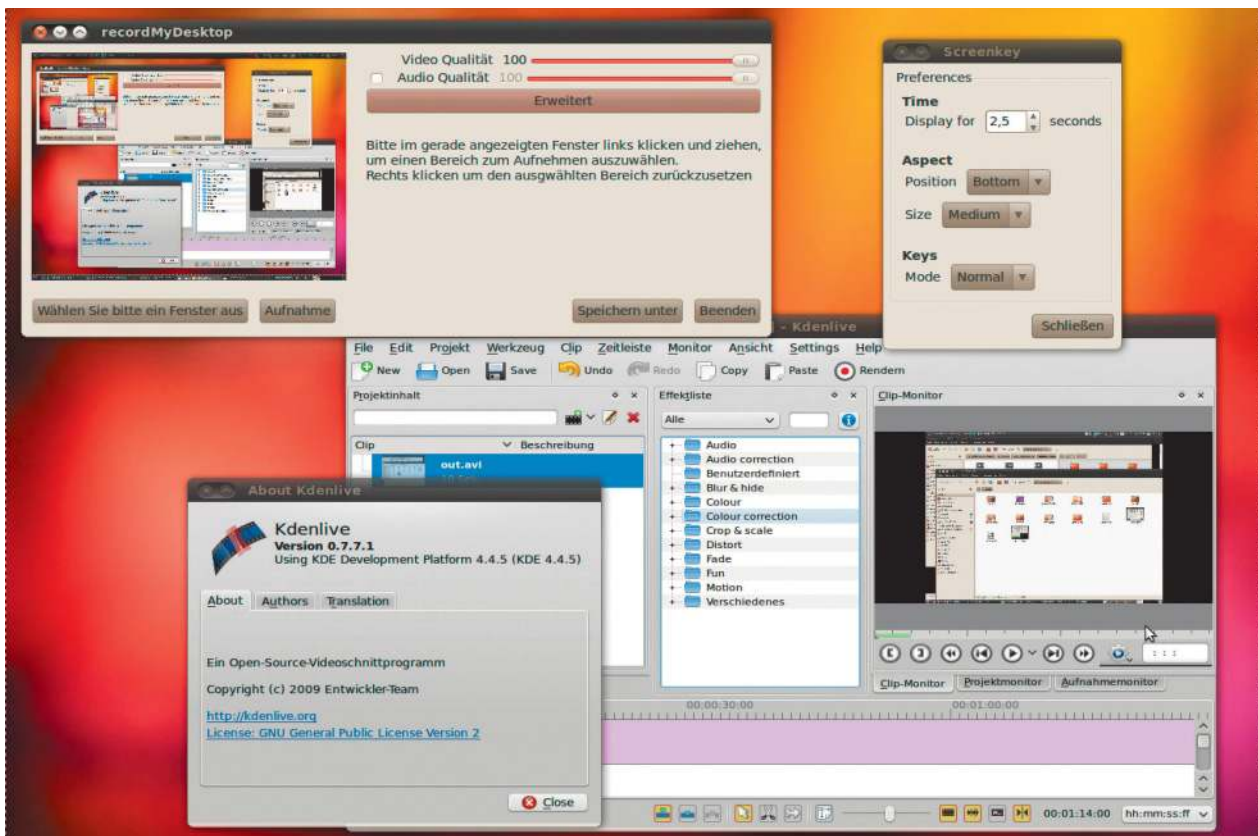 recordMyDesktop
Video Qualität 100
Audio Qualität 100
Erweitert
Bitte im gerade angezeigten Fenster links klicken und ziehen,
um einen Bereich zum Aufnehmen auszuwählen.
Rechts klicken um den ausgwählten Bereich zurückzusetzen
Wählen Sie bitte ein Fenster aus Aufnahme Speichern unter Beenden
Screenkey
Preferences
Time
Display for 2,5 seconds
Aspect
Position Bottom
Size Medium
Keys
Mode Normal
Schließen
- Kdenlive
File Edit Projekt Werkzeug Clip Zeitleiste Monitor Ansicht Settings Help
New Open Save Undo Redo Copy Paste Rendern
Projektinhalt
Clip Beschreibung
out.avi
Effektliste
Alle
Audio
Audio correction
Benutzerdefiniert
Blur & hide
Colour
Colour correction
Crop & scale
Distort
Fade
Fun
Motion
Verschiedenes
Clip-Monitor
Clip-Monitor Projektmonitor Aufnahmemonitor
00:00:30:00 00:01:00:00
00:01:14:00 hh:mm:ss:ff
About Kdenlive
Kdenlive
Version 0.7.7.1
Using KDE Development Platform 4.4.5 (KDE 4.4.5)
About Authors Translation
Ein Open-Source-Videoschnittprogramm
Copyright (c) 2009 Entwickler-Team
http://kdenlive.org
License: GNU General Public License Version 2
Close